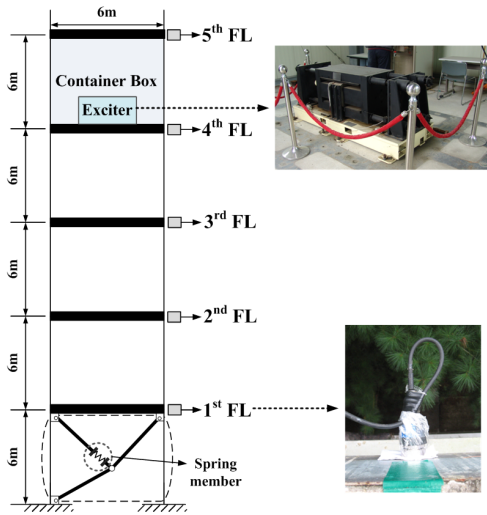 6m
5th FL
6m
Container Box
Exciter
4th FL
6m
3rd FL
6m
2nd FL
6m
1st FL
6m
Spring
member